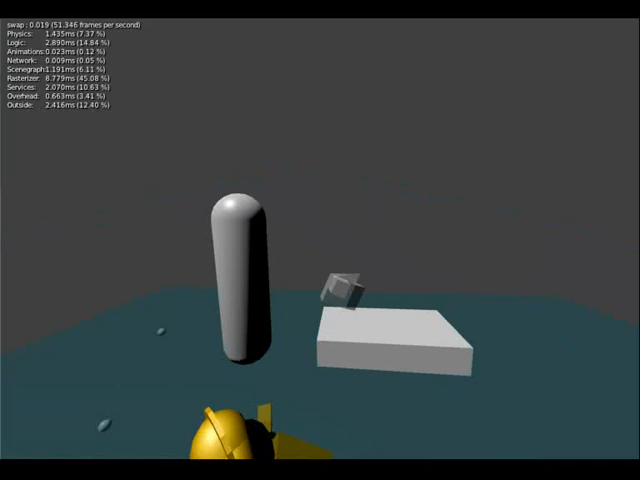 swap : 0.019 (51.346 frames per second)
Physics: 1.435ms (7.37 %)
Logic: 2.890ms (14.84 %)
Animations: 0.023ms (0.12 %)
Network: 0.009ms (0.05 %)
Scenegraph: 1.191ms (6.11 %)
Rasterizer: 8.779ms (45.08 %)
Services: 2.070ms (10.63 %)
Overhead: 0.663ms (3.41 %)
Outside: 2.416ms (12.40 %)